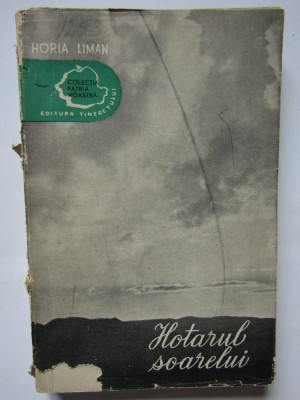 HORIA LIMAN
COLECȚIA
PATRIA
NOASTRĂ
EDITURA TINERETULUI
Hotarul
soarelui